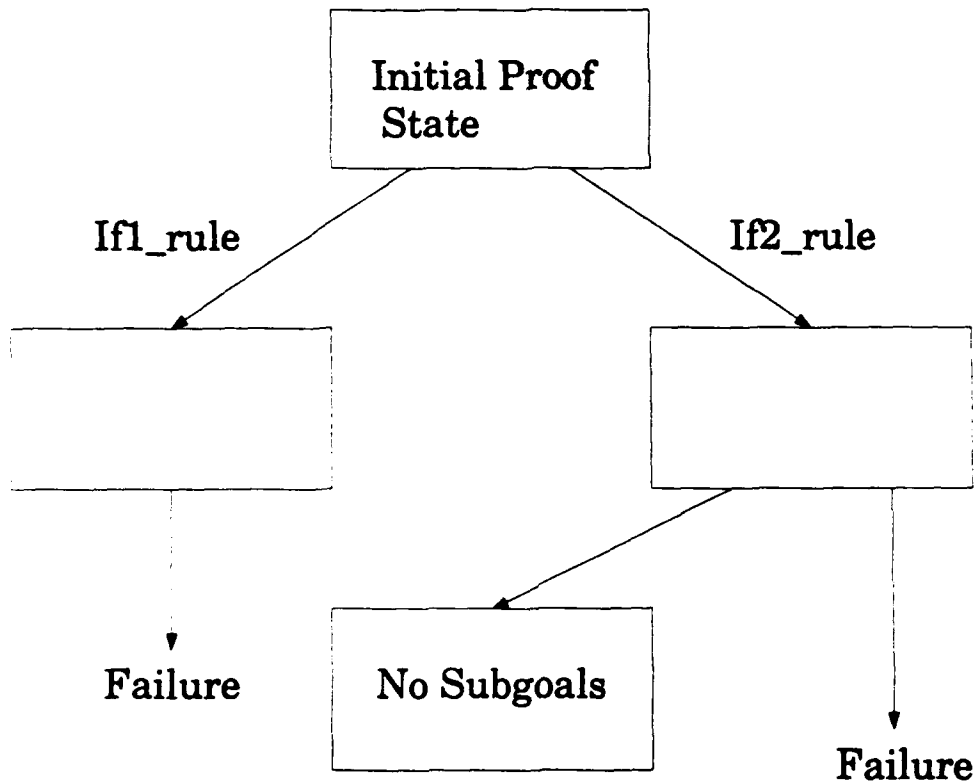 Initial Proof
State
If1_rule
If2_rule
Failure
No Subgoals
Failure